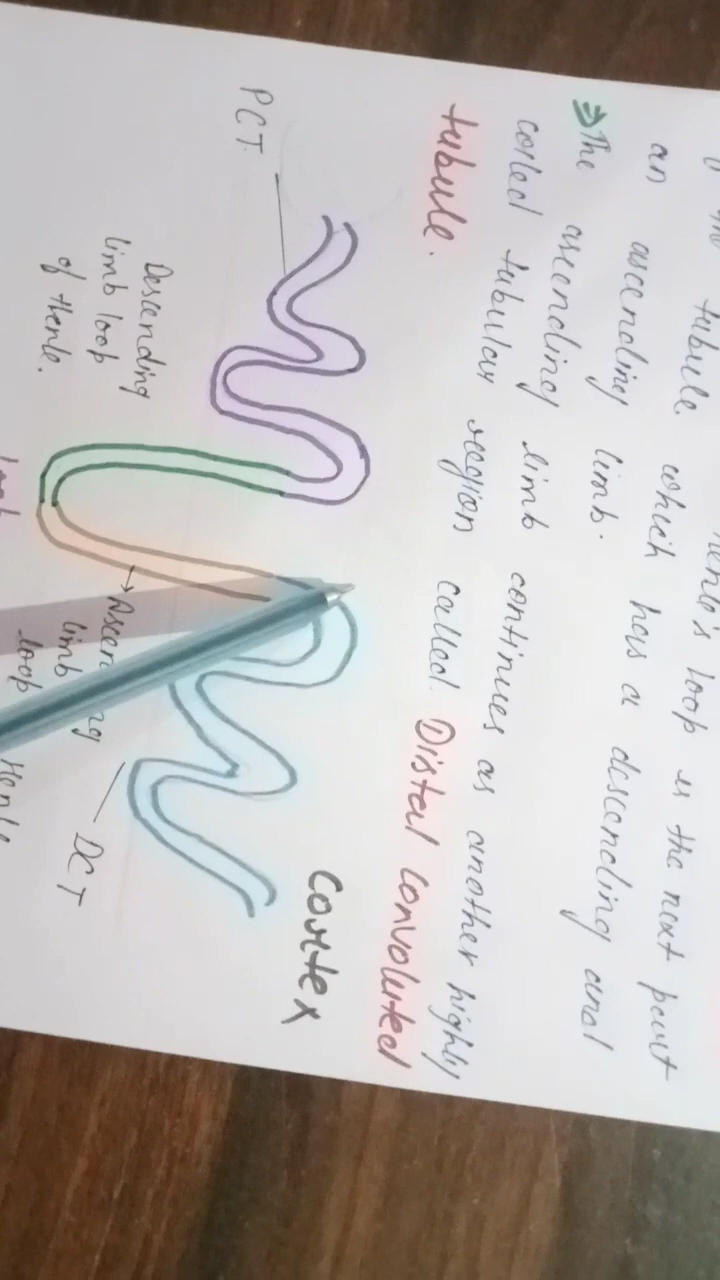 tubule which has a descending and
Henle's loop is the next part
an ascending limb.
⇒ The ascending limb continues as another highly
coiled tubular region called Distal convoluted
tubule.
Cortex
PCT
Descending
limb loop
of Henle.
DCT
limb
loop
Henle